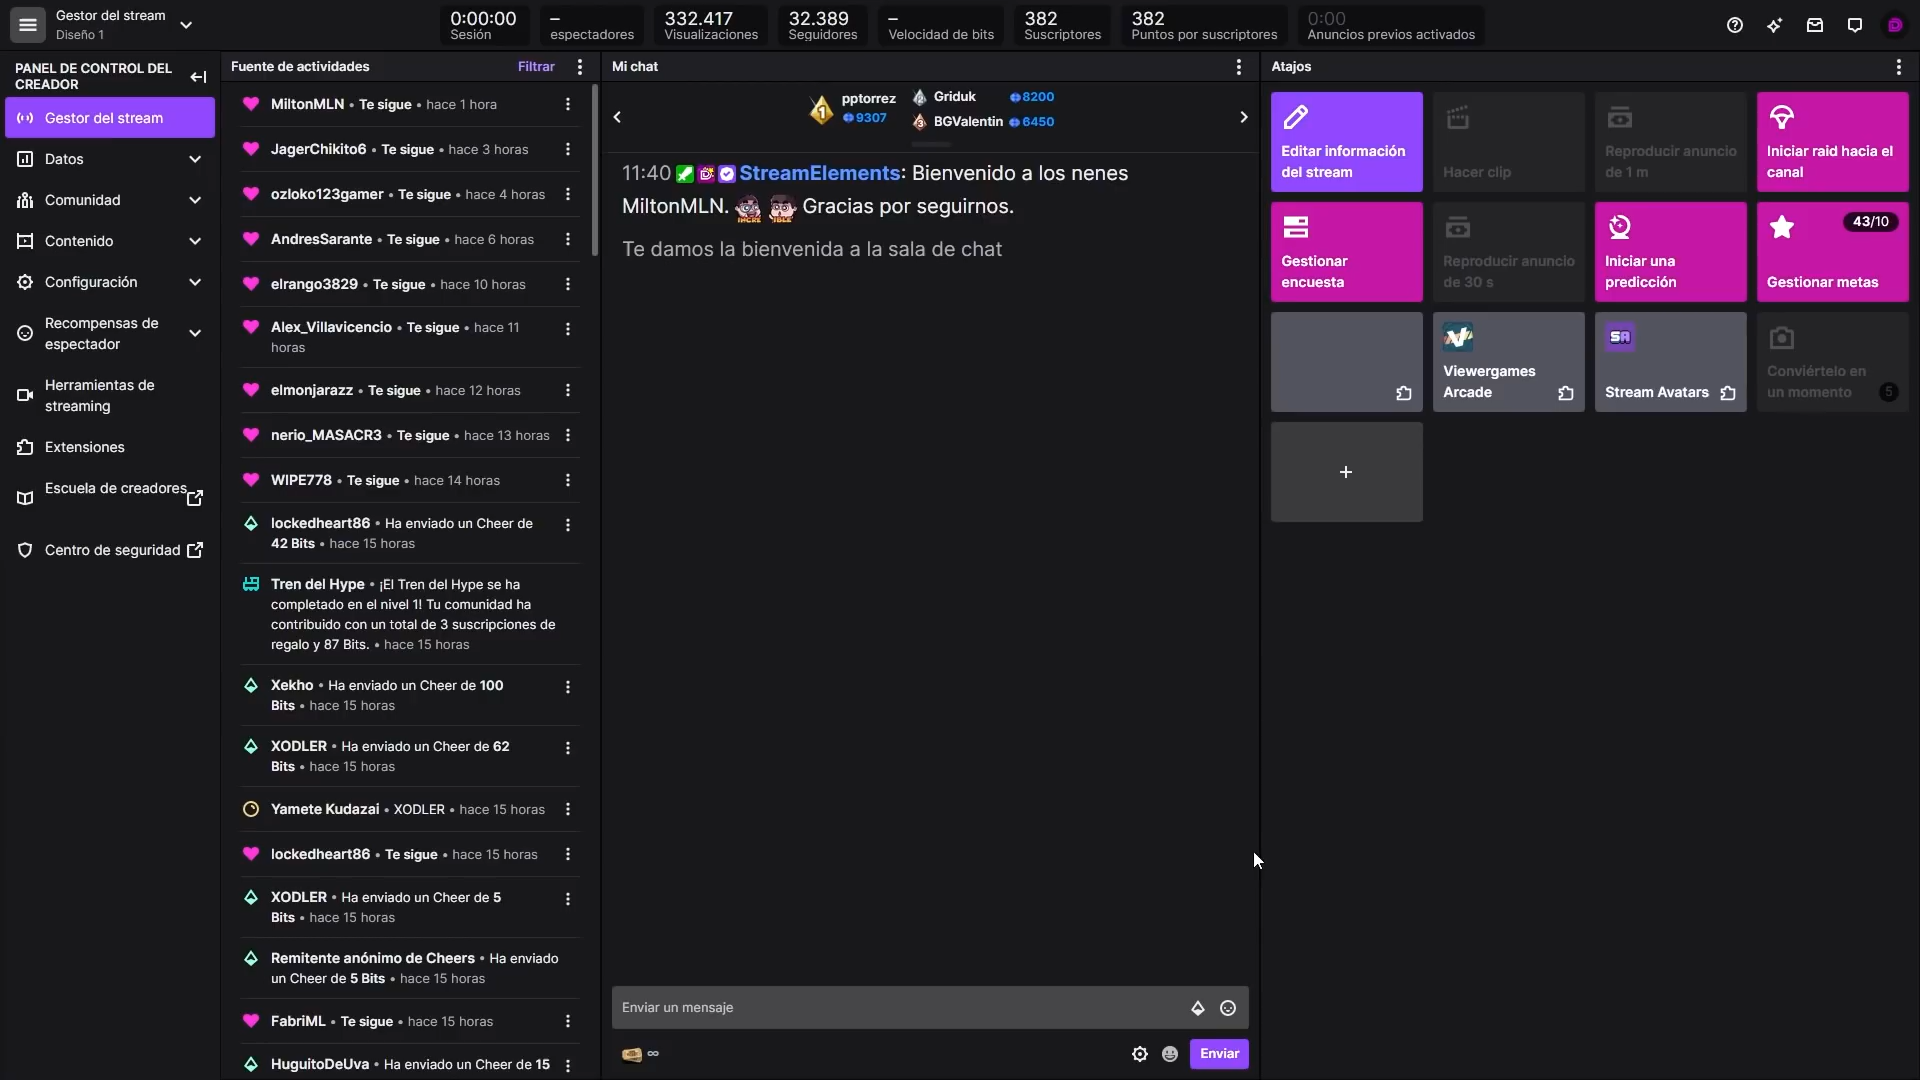 Gestor del stream
Diseño 1
0:00:00
Sesión
–
espectadores
332.417
Visualizaciones
32.389
Seguidores
–
Velocidad de bits
382
Suscriptores
382
Puntos por suscriptores
0:00
Anuncios previos activados
PANEL DE CONTROL DEL
CREADOR
Gestor del stream
Datos
Comunidad
Contenido
Configuración
Recompensas de
espectador
Herramientas de
streaming
Extensiones
Escuela de creadores
Centro de seguridad
Fuente de actividades
Filtrar
MiltonMLN • Te sigue • hace 1 hora
JagerChikito6 • Te sigue • hace 3 horas
ozloko123gamer • Te sigue • hace 4 horas
AndresSarante • Te sigue • hace 6 horas
elrango3829 • Te sigue • hace 10 horas
Alex_Villavicencio • Te sigue • hace 11
horas
elmonjarazz • Te sigue • hace 12 horas
nerio_MASACR3 • Te sigue • hace 13 horas
WIPE778 • Te sigue • hace 14 horas
lockedheart86 • Ha enviado un Cheer de
42 Bits • hace 15 horas
Tren del Hype • ¡El Tren del Hype se ha
completado en el nivel 1! Tu comunidad ha
contribuido con un total de 3 suscripciones de
regalo y 87 Bits. • hace 15 horas
Xekho • Ha enviado un Cheer de 100
Bits • hace 15 horas
XODLER • Ha enviado un Cheer de 62
Bits • hace 15 horas
Yamete Kudazai • XODLER • hace 15 horas
lockedheart86 • Te sigue • hace 15 horas
XODLER • Ha enviado un Cheer de 5
Bits • hace 15 horas
Remitente anónimo de Cheers • Ha enviado
un Cheer de 5 Bits • hace 15 horas
FabriML • Te sigue • hace 15 horas
HuguitoDeUva • Ha enviado un Cheer de 15
Mi chat
1 pptorrez
9307
2 Griduk 8200
3 BGValentin 6450
11:40 StreamElements: Bienvenido a los nenes
MiltonMLN. Gracias por seguirnos.
Te damos la bienvenida a la sala de chat
Enviar un mensaje
∞
Enviar
Atajos
Editar información
del stream
Hacer clip
Reproducir anuncio
de 1 m
Iniciar raid hacia el
canal
Gestionar
encuesta
Reproducir anuncio
de 30 s
Iniciar una
predicción
43/10
Gestionar metas
Viewergames
Arcade
SA
Stream Avatars
Conviértelo en
un momento 5
+